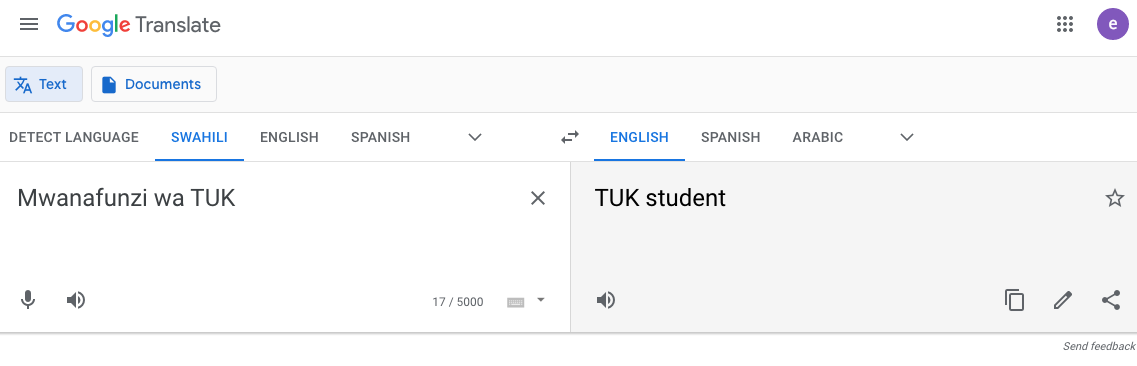 Google Translate
e
Text
Documents
DETECT LANGUAGE SWAHILI ENGLISH SPANISH
ENGLISH SPANISH ARABIC
Mwanafunzi wa TUK
TUK student
17 / 5000
Send feedback